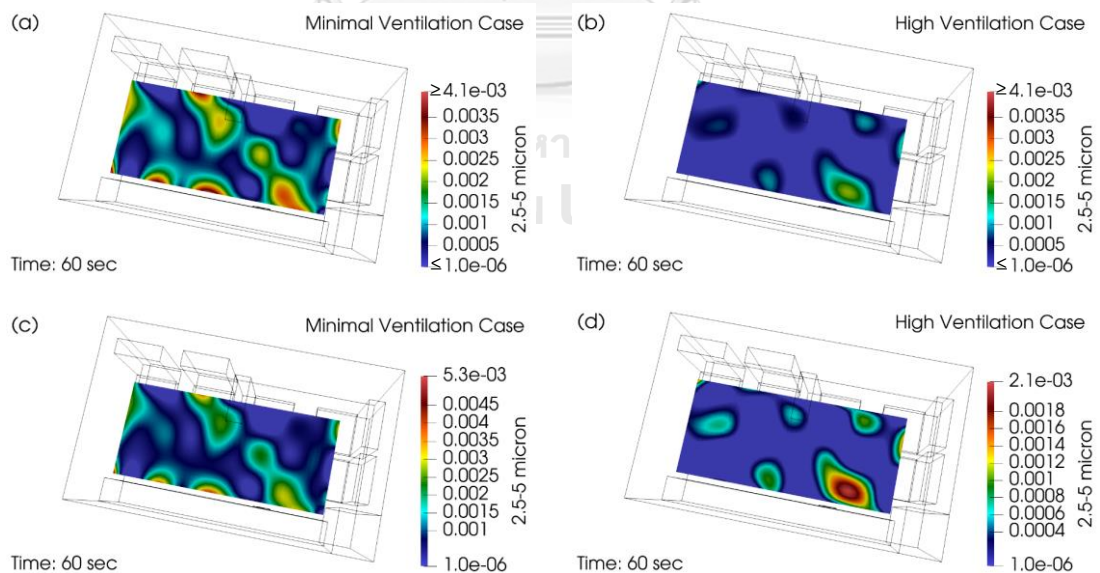 (a)
Minimal Ventilation Case
≥ 4.1e-03
0.0035
0.003
0.0025
0.002
0.0015
0.001
0.0005
≤ 1.0e-06
2.5-5 micron
Time: 60 sec
(b)
High Ventilation Case
≥ 4.1e-03
0.0035
0.003
0.0025
0.002
0.0015
0.001
0.0005
≤ 1.0e-06
2.5-5 micron
Time: 60 sec
(c)
Minimal Ventilation Case
5.3e-03
0.0045
0.004
0.0035
0.003
0.0025
0.002
0.0015
0.001
1.0e-06
2.5-5 micron
Time: 60 sec
(d)
High Ventilation Case
2.1e-03
0.0018
0.0016
0.0014
0.0012
0.001
0.0008
0.0006
0.0004
1.0e-06
2.5-5 micron
Time: 60 sec